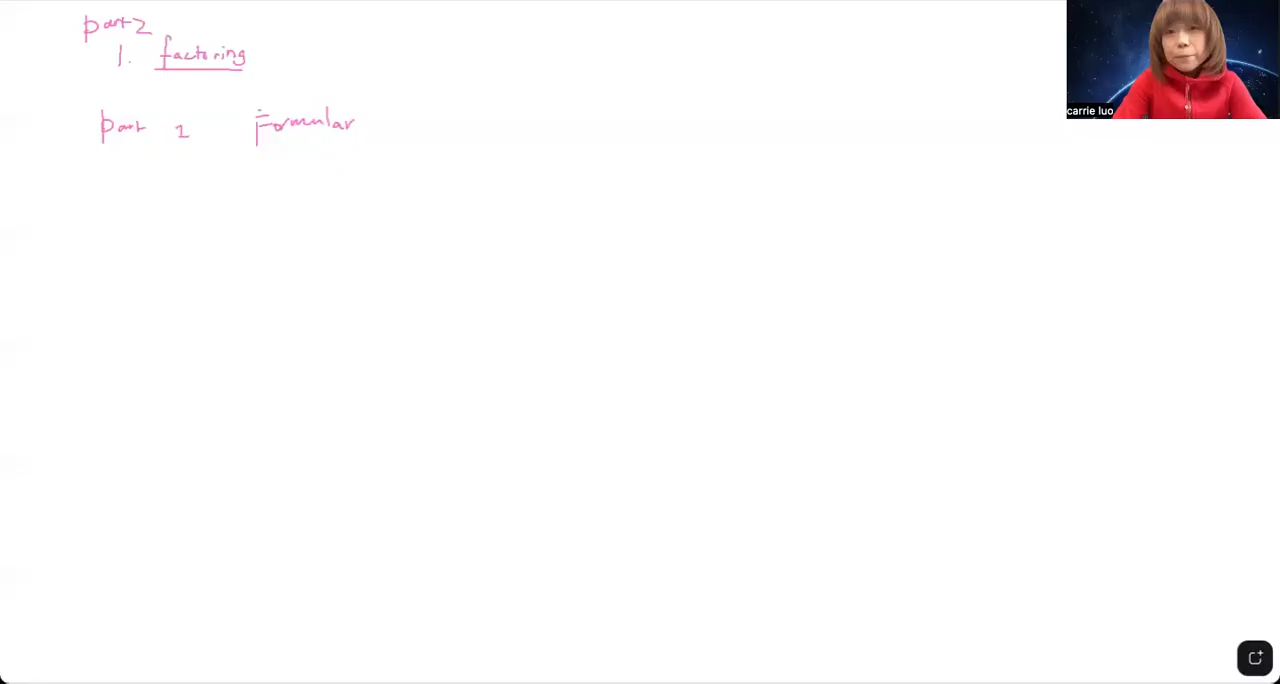 part 2
1. factoring
part 1 Formular
carrie luo